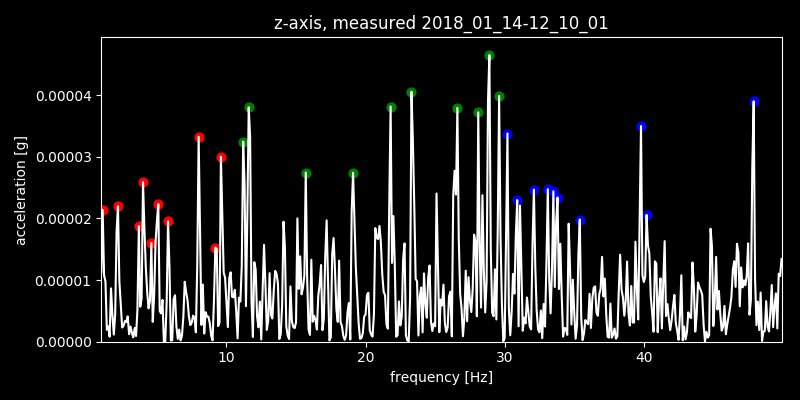 z-axis, measured 2018_01_14-12_10_01
acceleration [g]
0.00004
0.00003
0.00002
0.00001
0.00000
10 20 30 40
frequency [Hz]